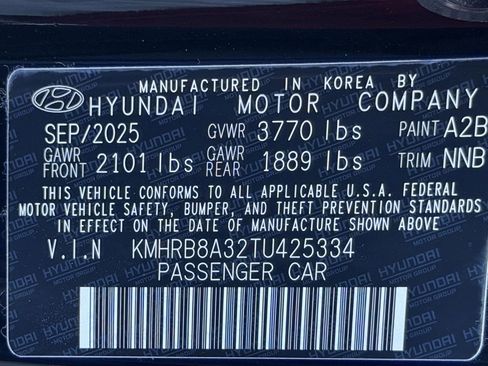 MANUFACTURED IN KOREA BY
HYUNDAI MOTOR COMPANY
SEP/2025 GVWR 3770 lbs PAINT A2B
GAWR FRONT 2101 lbs GAWR REAR 1889 lbs TRIM NNB
THIS VEHICLE CONFORMS TO ALL APPLICABLE U.S.A. FEDERAL
MOTOR VEHICLE SAFETY, BUMPER, AND THEFT PREVENTION
STANDARDS IN EFFECT ON THE DATE OF MANUFACTURE SHOWN ABOVE.
V.I.N KMHRB8A32TU425334
PASSENGER CAR